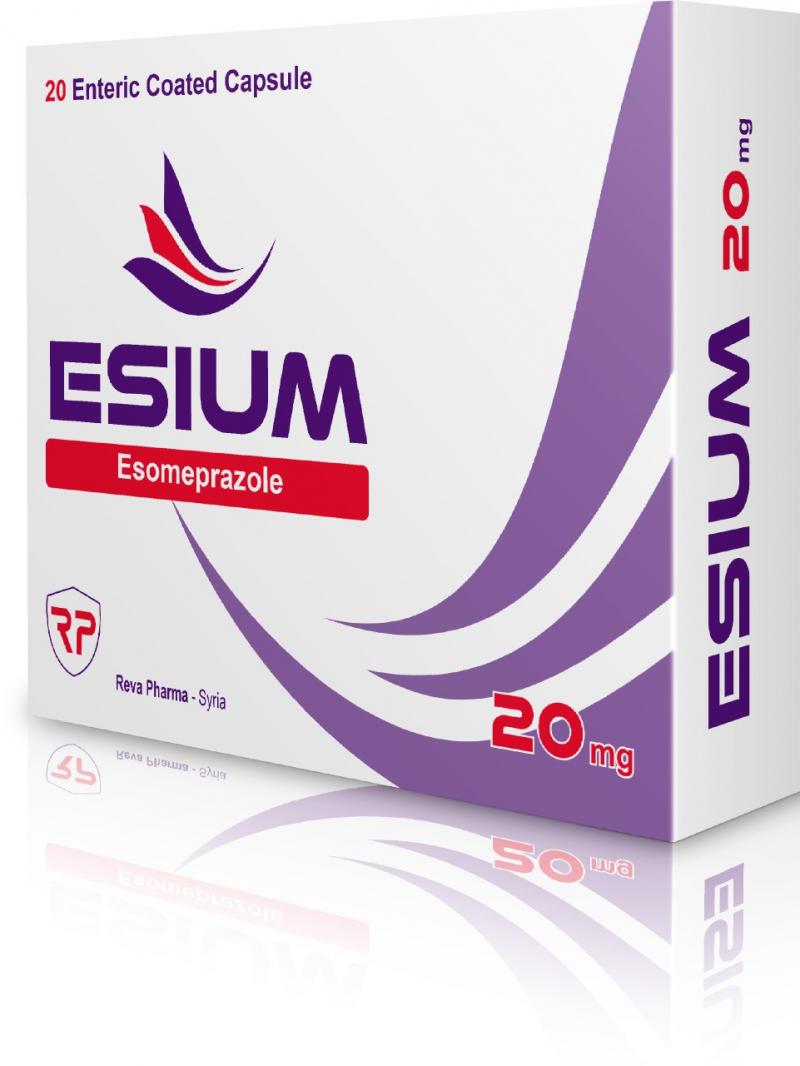 20 Enteric Coated Capsule
ESIUM
Esomeprazole
RP
Reva Pharma - Syria
20 mg
ESIUM 20 mg